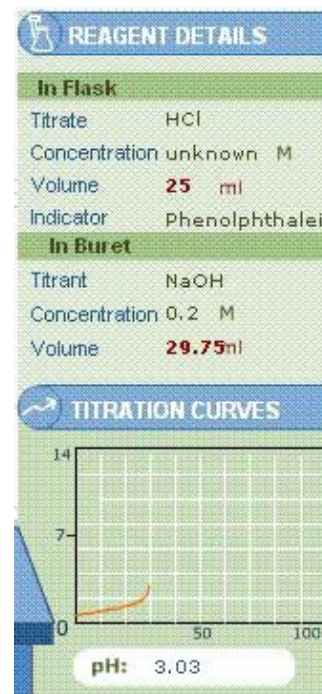 REAGENT DETAILS
In Flask
Titrate HCl
Concentration unknown M
Volume 25 ml
Indicator Phenolphthalei
In Buret
Titrant NaOH
Concentration 0.2 M
Volume 29.75ml
TITRATION CURVES
14
7
0 50 100
pH: 3.03